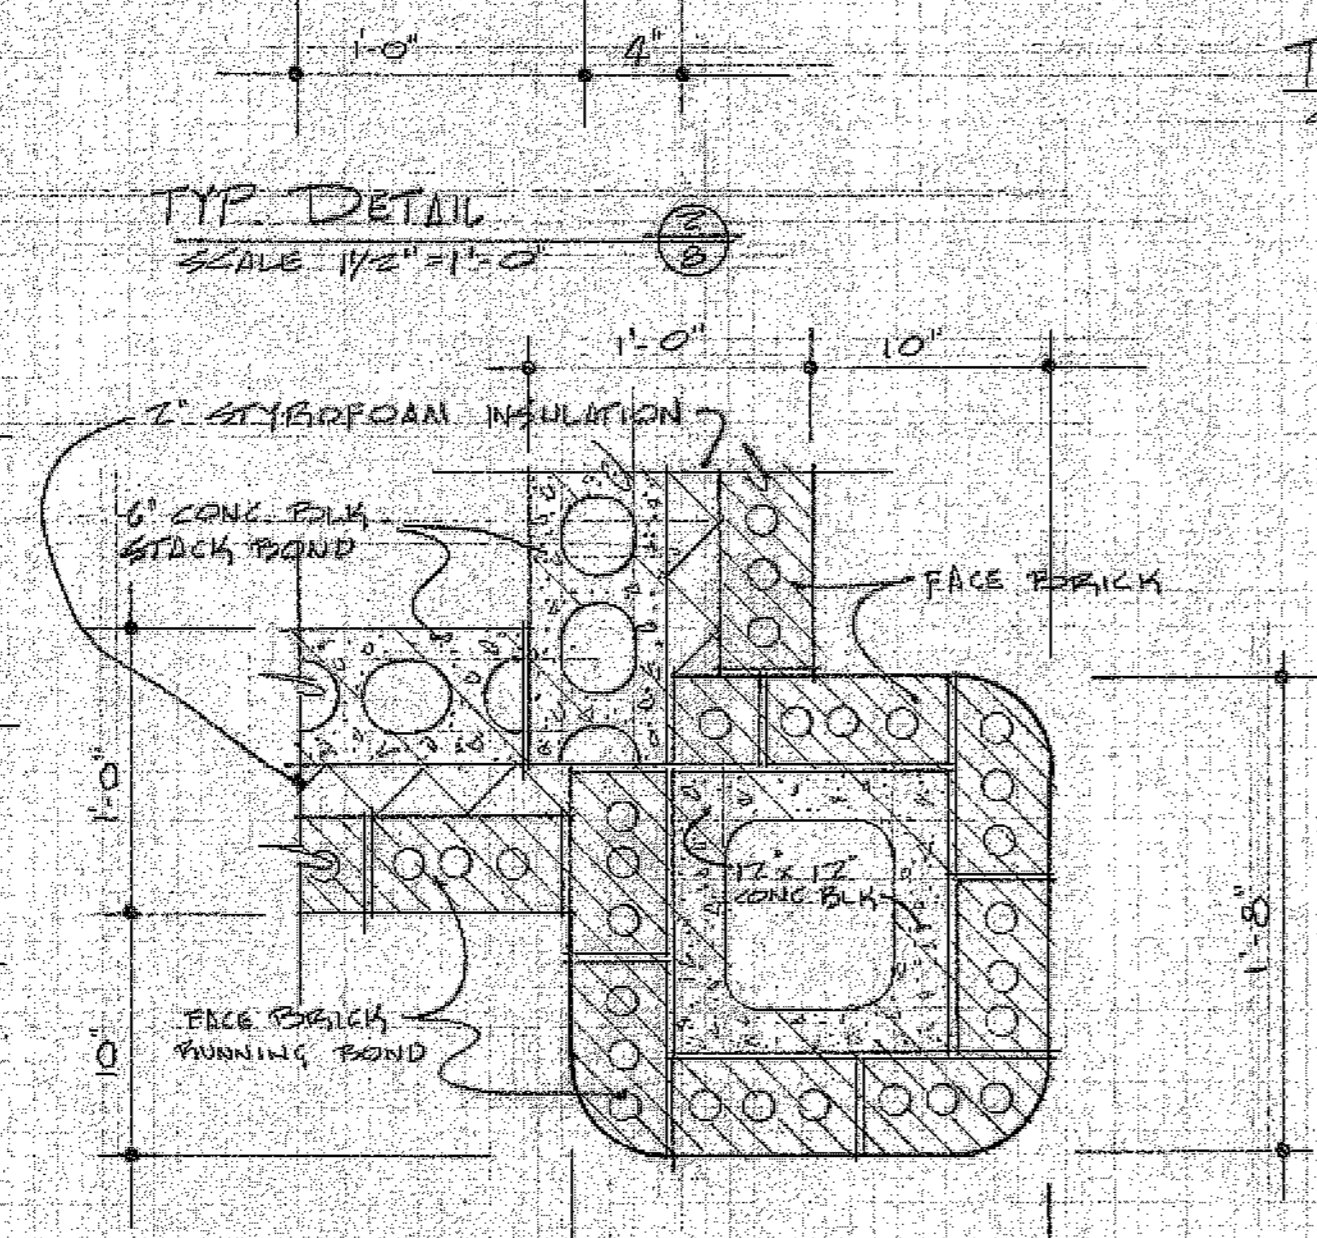 1'-0" 4"
TYP. DETAIL
SCALE 1 1/2"=1'-0"
2
8
1'-0" 10"
2" STYROFOAM INSULATION
6" CONC. BLK
STACK BOND
FACE BRICK
1'-0"
12"x12"
CONC BLK
1'-8"
FACE BRICK
RUNNING BOND
10"